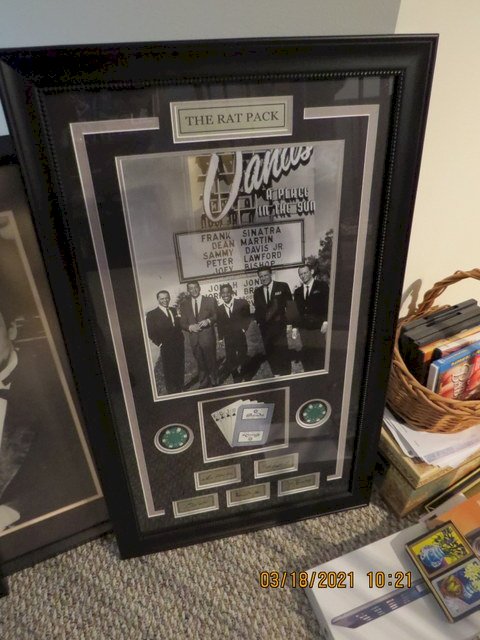 THE RAT PACK
Sands
A PLACE
IN THE SUN
FRANK SINATRA
DEAN MARTIN
SAMMY DAVIS JR
PETER LAWFORD
JOEY BISHOP
03/18/2021 10:21